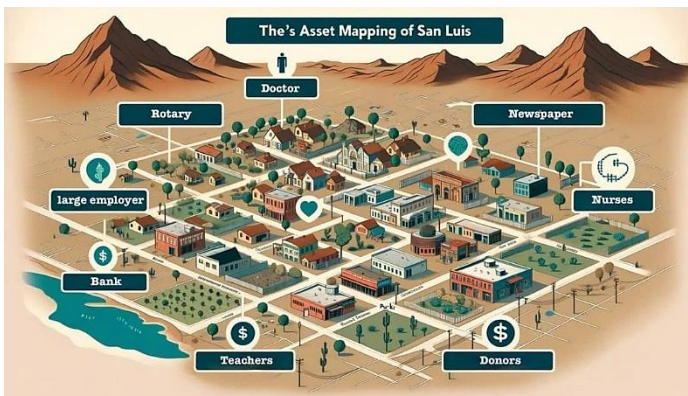 The's Asset Mapping of San Luis
Doctor
Rotary
Newspaper
large employer
Nurses
$
Bank
$
Teachers
$
Donors